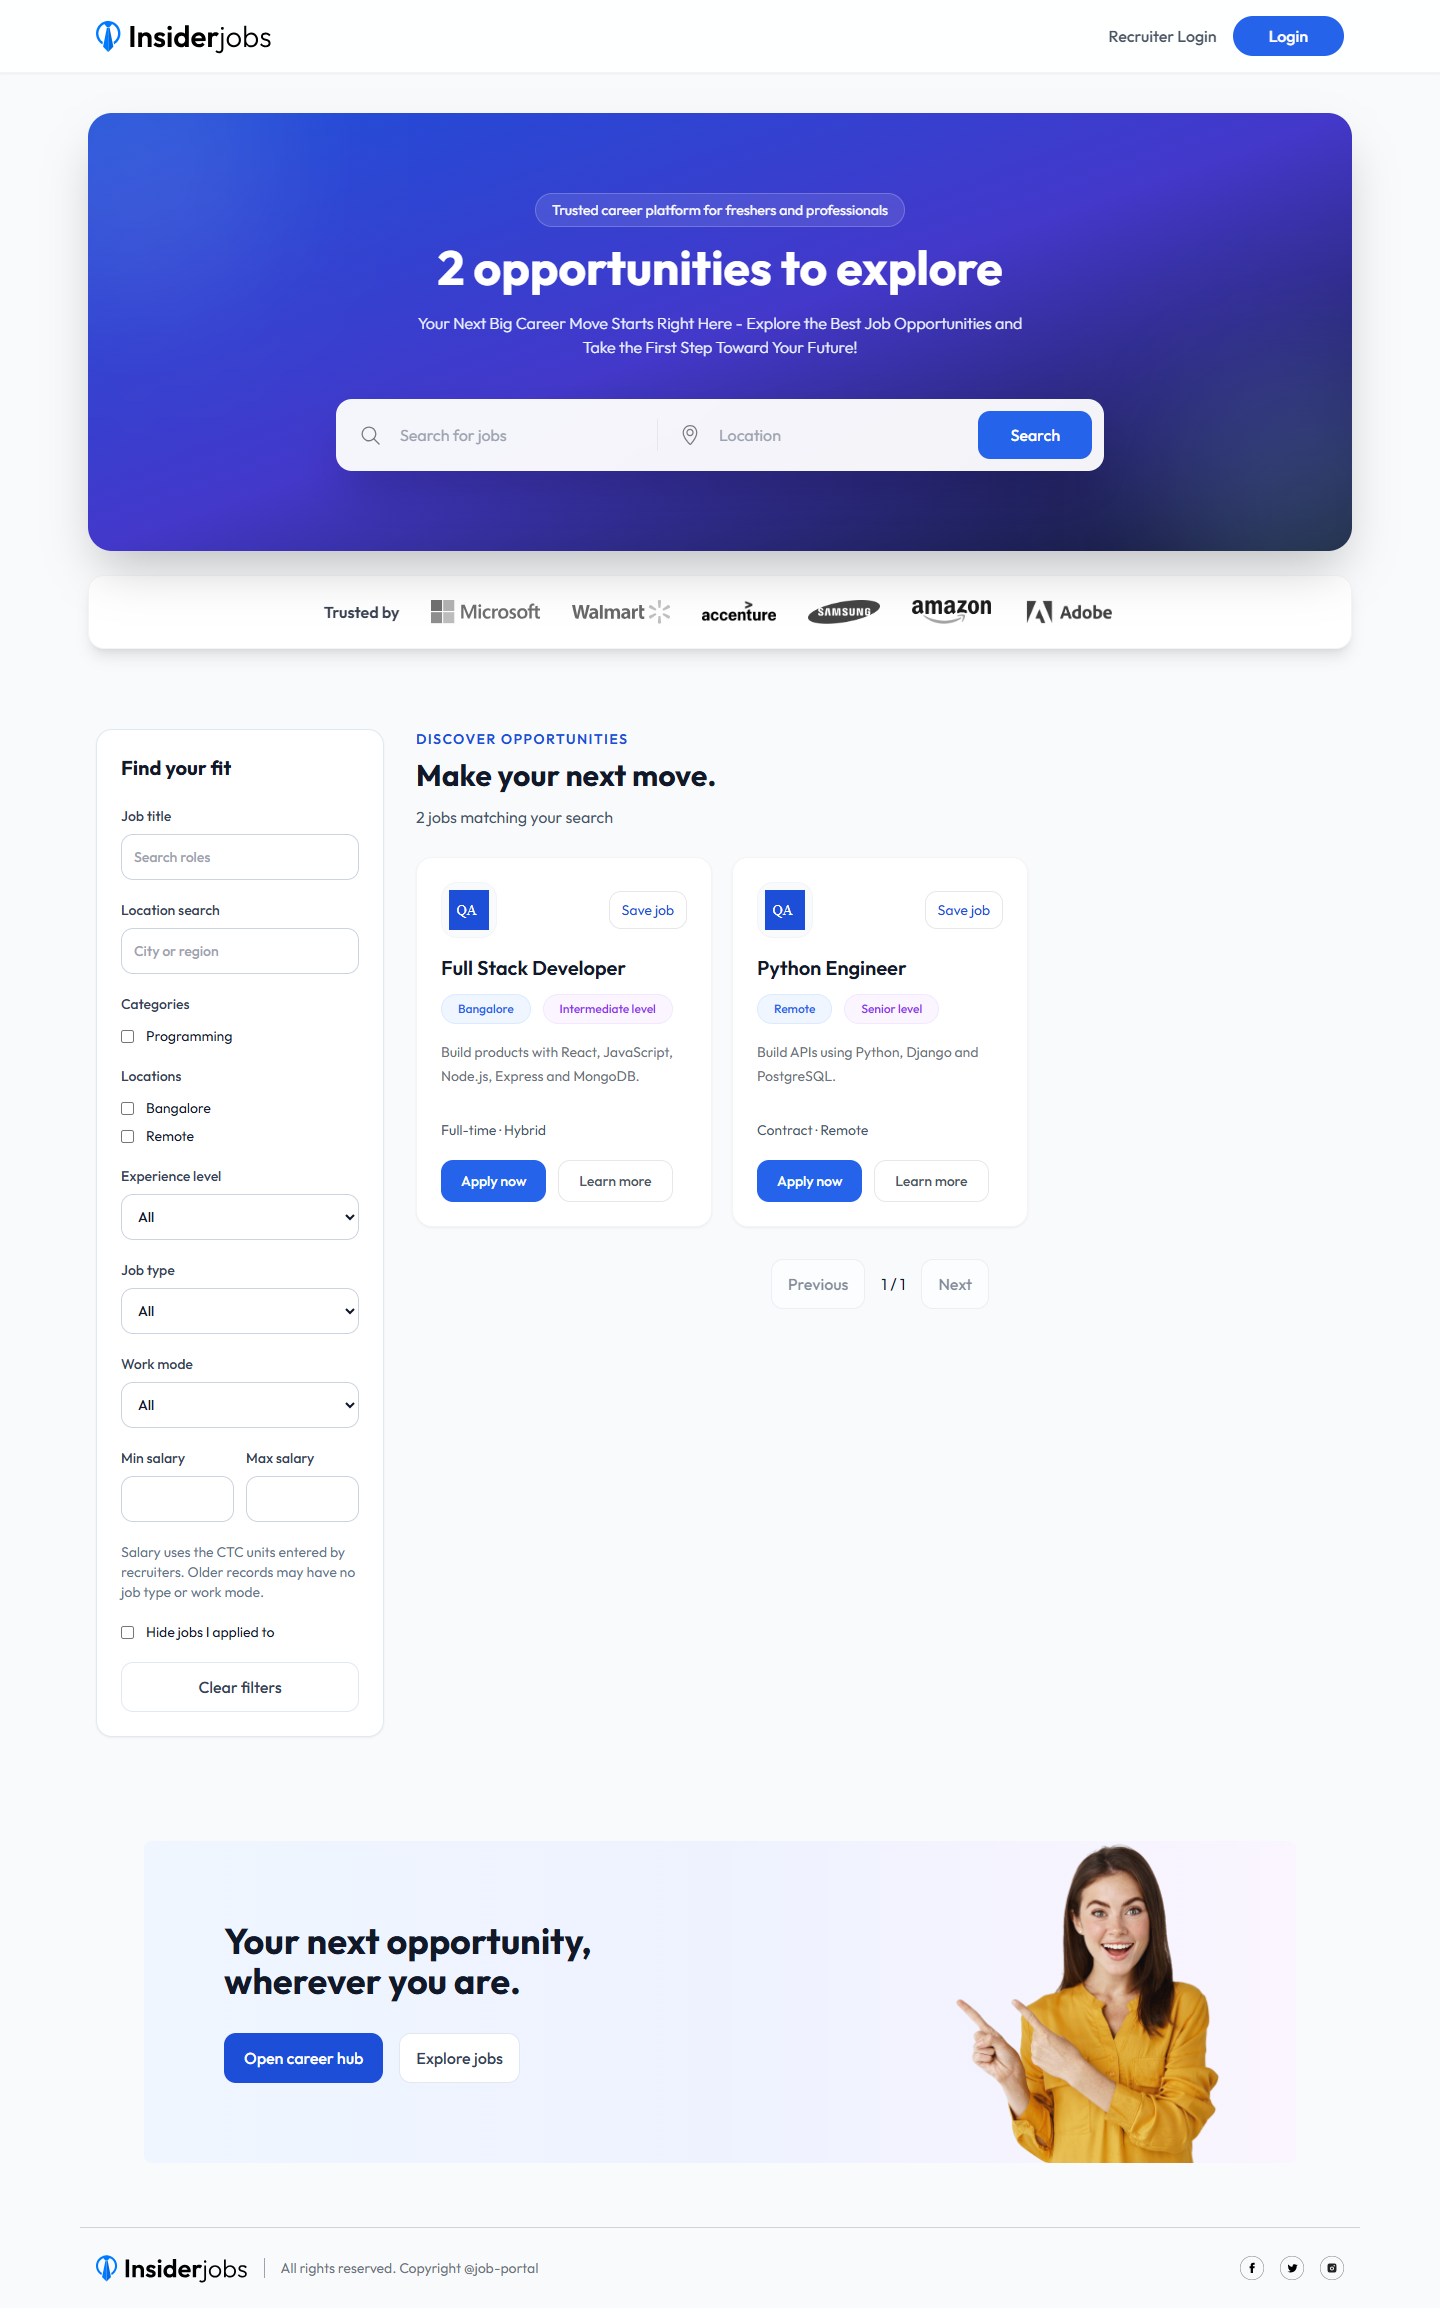 Insiderjobs
Recruiter Login
Login
Trusted career platform for freshers and professionals
2 opportunities to explore
Your Next Big Career Move Starts Right Here - Explore the Best Job Opportunities and
Take the First Step Toward Your Future!
Search for jobs
Location
Search
Trusted by
Microsoft
Walmart
accenture
SAMSUNG
amazon
Adobe
Find your fit
Job title
Search roles
Location search
City or region
Categories
Programming
Locations
Bangalore
Remote
Experience level
All
Job type
All
Work mode
All
Min salary
Max salary
Salary uses the CTC units entered by
recruiters. Older records may have no
job type or work mode.
Hide jobs I applied to
Clear filters
DISCOVER OPPORTUNITIES
Make your next move.
2 jobs matching your search
QA
Save job
Full Stack Developer
Bangalore
Intermediate level
Build products with React, JavaScript,
Node.js, Express and MongoDB.
Full-time · Hybrid
Apply now
Learn more
QA
Save job
Python Engineer
Remote
Senior level
Build APIs using Python, Django and
PostgreSQL.
Contract · Remote
Apply now
Learn more
Previous
1 / 1
Next
Your next opportunity,
wherever you are.
Open career hub
Explore jobs
Insiderjobs
All rights reserved. Copyright @job-portal